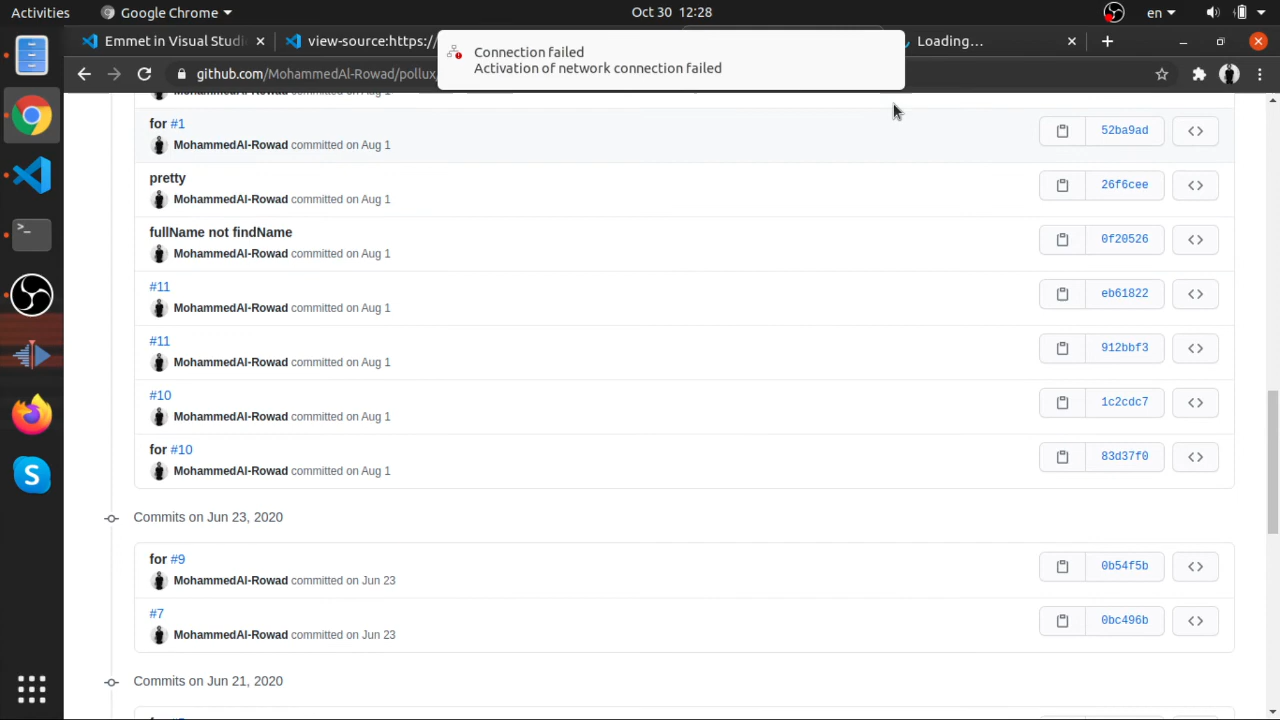 Activities Google Chrome Oct 30 12:28 en
Emmet in Visual Studi view-source:https:/ Loading…
Connection failed
Activation of network connection failed
github.com/MohammedAl-Rowad/pollux
MohammedAl-Rowad committed on Aug 1
for #1 52ba9ad
MohammedAl-Rowad committed on Aug 1
pretty 26f6cee
MohammedAl-Rowad committed on Aug 1
fullName not findName 0f20526
MohammedAl-Rowad committed on Aug 1
#11 eb61822
MohammedAl-Rowad committed on Aug 1
#11 912bbf3
MohammedAl-Rowad committed on Aug 1
#10 1c2cdc7
MohammedAl-Rowad committed on Aug 1
for #10 83d37f0
MohammedAl-Rowad committed on Aug 1
Commits on Jun 23, 2020
for #9 0b54f5b
MohammedAl-Rowad committed on Jun 23
#7 0bc496b
MohammedAl-Rowad committed on Jun 23
Commits on Jun 21, 2020